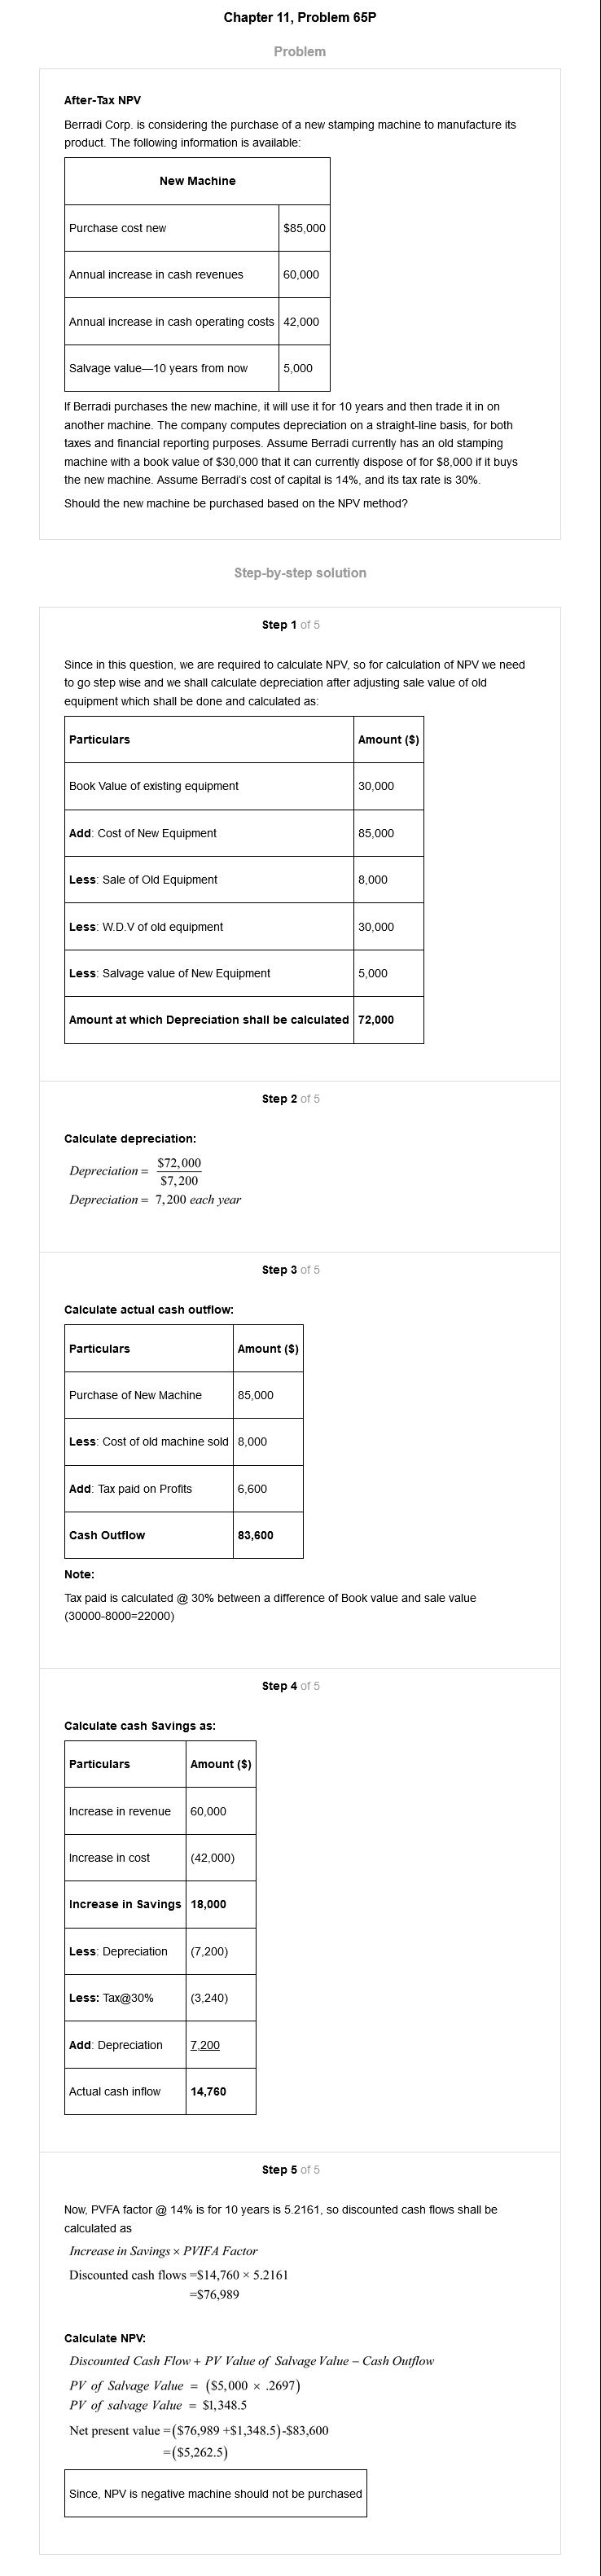 Chapter 11, Problem 65P
Problem
After-Tax NPV
Berradi Corp. is considering the purchase of a new stamping machine to manufacture its
product. The following information is available:
New Machine
Purchase cost new $85,000
Annual increase in cash revenues 60,000
Annual increase in cash operating costs 42,000
Salvage value—10 years from now 5,000
If Berradi purchases the new machine, it will use it for 10 years and then trade it in on
another machine. The company computes depreciation on a straight-line basis, for both
taxes and financial reporting purposes. Assume Berradi currently has an old stamping
machine with a book value of $30,000 that it can currently dispose of for $8,000 if it buys
the new machine. Assume Berradi's cost of capital is 14%, and its tax rate is 30%.
Should the new machine be purchased based on the NPV method?
Step-by-step solution
Step 1 of 5
Since in this question, we are required to calculate NPV, so for calculation of NPV we need
to go step wise and we shall calculate depreciation after adjusting sale value of old
equipment which shall be done and calculated as:
Particulars Amount ($)
Book Value of existing equipment 30,000
Add: Cost of New Equipment 85,000
Less: Sale of Old Equipment 8,000
Less: W.D.V of old equipment 30,000
Less: Salvage value of New Equipment 5,000
Amount at which Depreciation shall be calculated 72,000
Step 2 of 5
Calculate depreciation:
Depreciation = $72,000 / $7,200
Depreciation = 7,200 each year
Step 3 of 5
Calculate actual cash outflow:
Particulars Amount ($)
Purchase of New Machine 85,000
Less: Cost of old machine sold 8,000
Add: Tax paid on Profits 6,600
Cash Outflow 83,600
Note:
Tax paid is calculated @ 30% between a difference of Book value and sale value
(30000-8000=22000)
Step 4 of 5
Calculate cash Savings as:
Particulars Amount ($)
Increase in revenue 60,000
Increase in cost (42,000)
Increase in Savings 18,000
Less: Depreciation (7,200)
Less: Tax@30% (3,240)
Add: Depreciation 7,200
Actual cash inflow 14,760
Step 5 of 5
Now, PVFA factor @ 14% is for 10 years is 5.2161, so discounted cash flows shall be
calculated as
Increase in Savings × PVIFA Factor
Discounted cash flows =$14,760 × 5.2161
=$76,989
Calculate NPV:
Discounted Cash Flow + PV Value of Salvage Value − Cash Outflow
PV of Salvage Value = ($5,000 × .2697)
PV of salvage Value = $1,348.5
Net present value =($76,989 +$1,348.5)-$83,600
=($5,262.5)
Since, NPV is negative machine should not be purchased